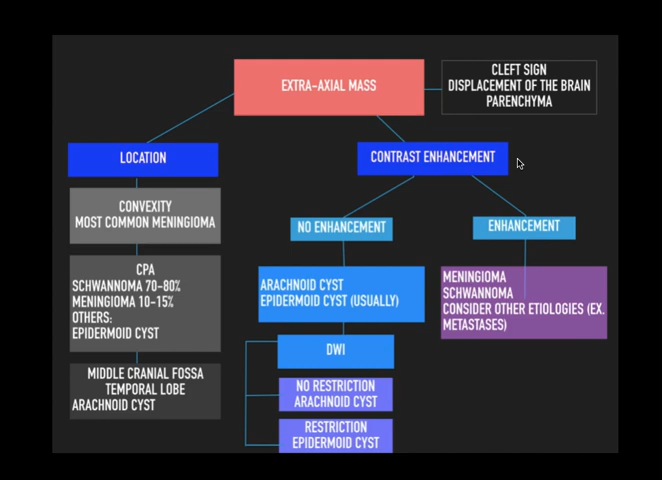 EXTRA-AXIAL MASS
CLEFT SIGN
DISPLACEMENT OF THE BRAIN
PARENCHYMA
LOCATION
CONVEXITY
MOST COMMON MENINGIOMA
CPA
SCHWANNOMA 70-80%
MENINGIOMA 10-15%
OTHERS:
EPIDERMOID CYST
MIDDLE CRANIAL FOSSA
TEMPORAL LOBE
ARACHNOID CYST
CONTRAST ENHANCEMENT
NO ENHANCEMENT
ARACHNOID CYST
EPIDERMOID CYST (USUALLY)
DWI
NO RESTRICTION
ARACHNOID CYST
RESTRICTION
EPIDERMOID CYST
ENHANCEMENT
MENINGIOMA
SCHWANNOMA
CONSIDER OTHER ETIOLOGIES (EX.
METASTASES)